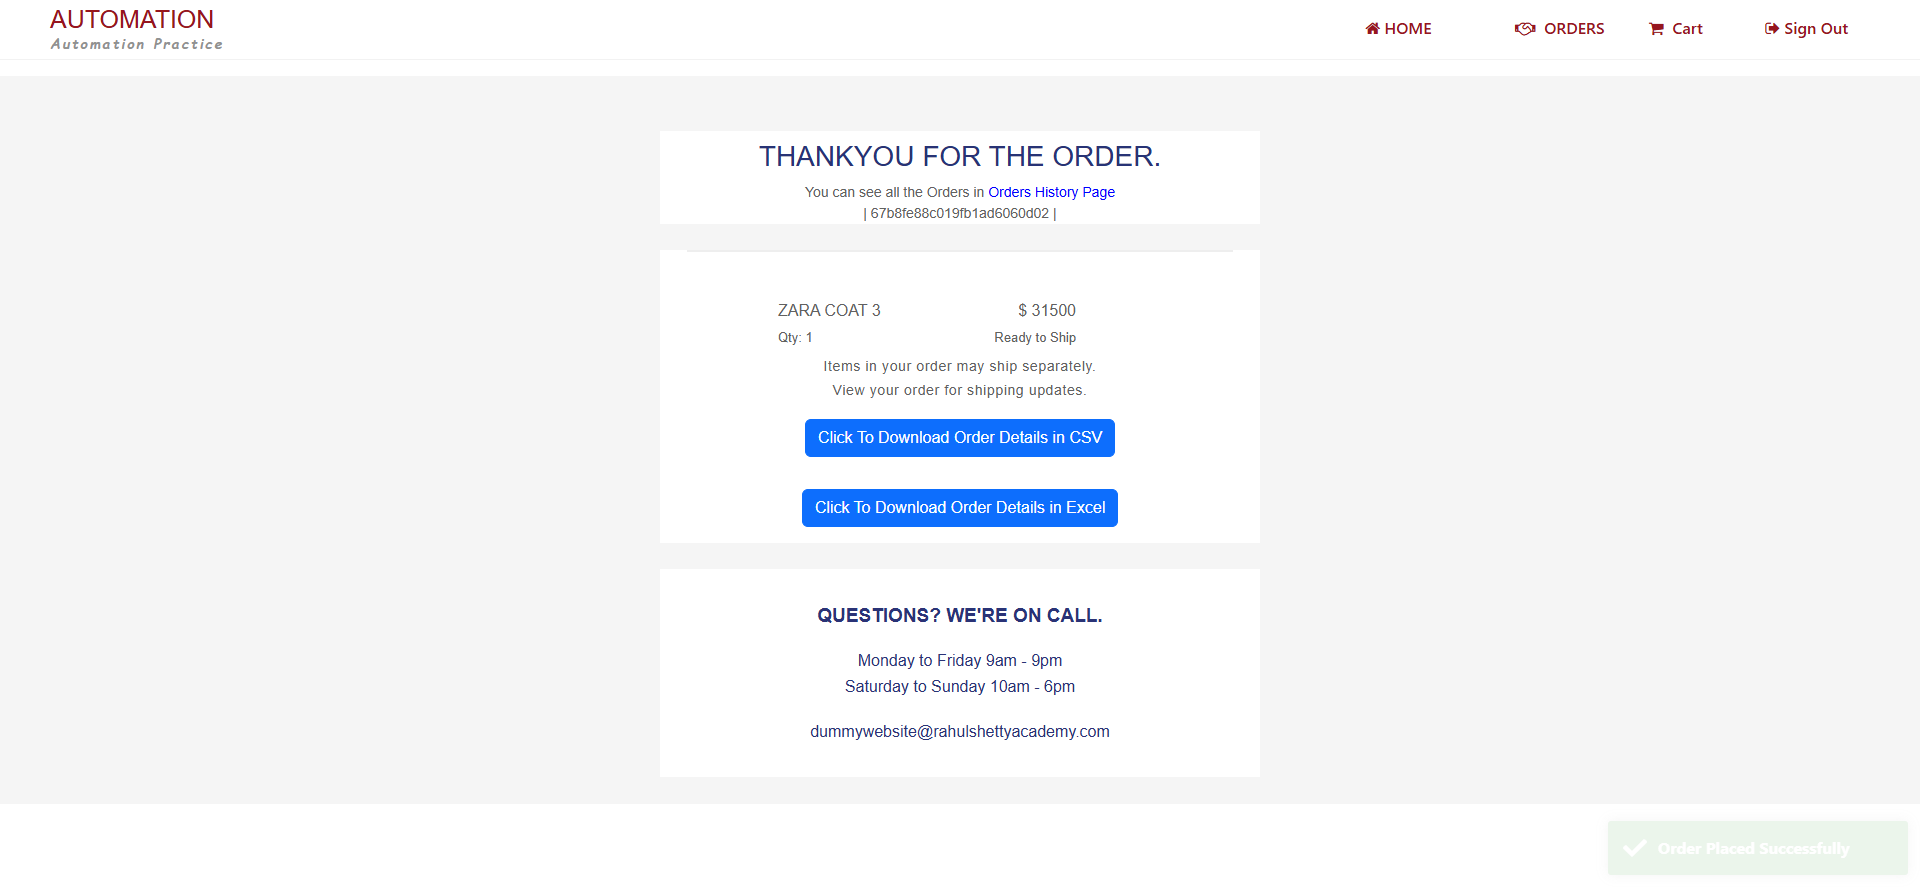 AUTOMATION
Automation Practice
HOME
ORDERS
Cart
Sign Out
THANKYOU FOR THE ORDER.
You can see all the Orders in Orders History Page
| 67b8fe88c019fb1ad6060d02 |
ZARA COAT 3
$ 31500
Qty: 1
Ready to Ship
Items in your order may ship separately.
View your order for shipping updates.
Click To Download Order Details in CSV
Click To Download Order Details in Excel
QUESTIONS? WE'RE ON CALL.
Monday to Friday 9am - 9pm
Saturday to Sunday 10am - 6pm
dummywebsite@rahulshettyacademy.com
Order Placed Successfully